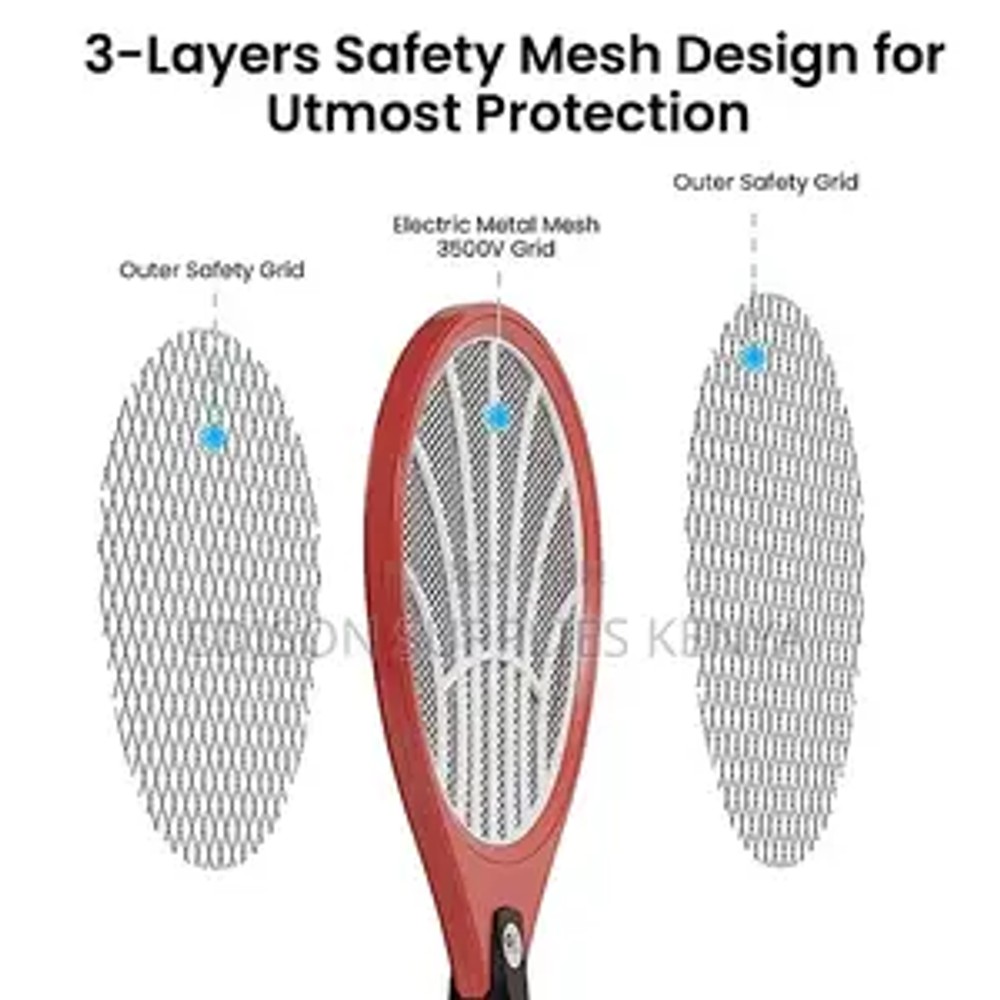 3-Layers Safety Mesh Design for
Utmost Protection
Outer Safety Grid
Electric Metal Mesh
3500V Grid
Outer Safety Grid